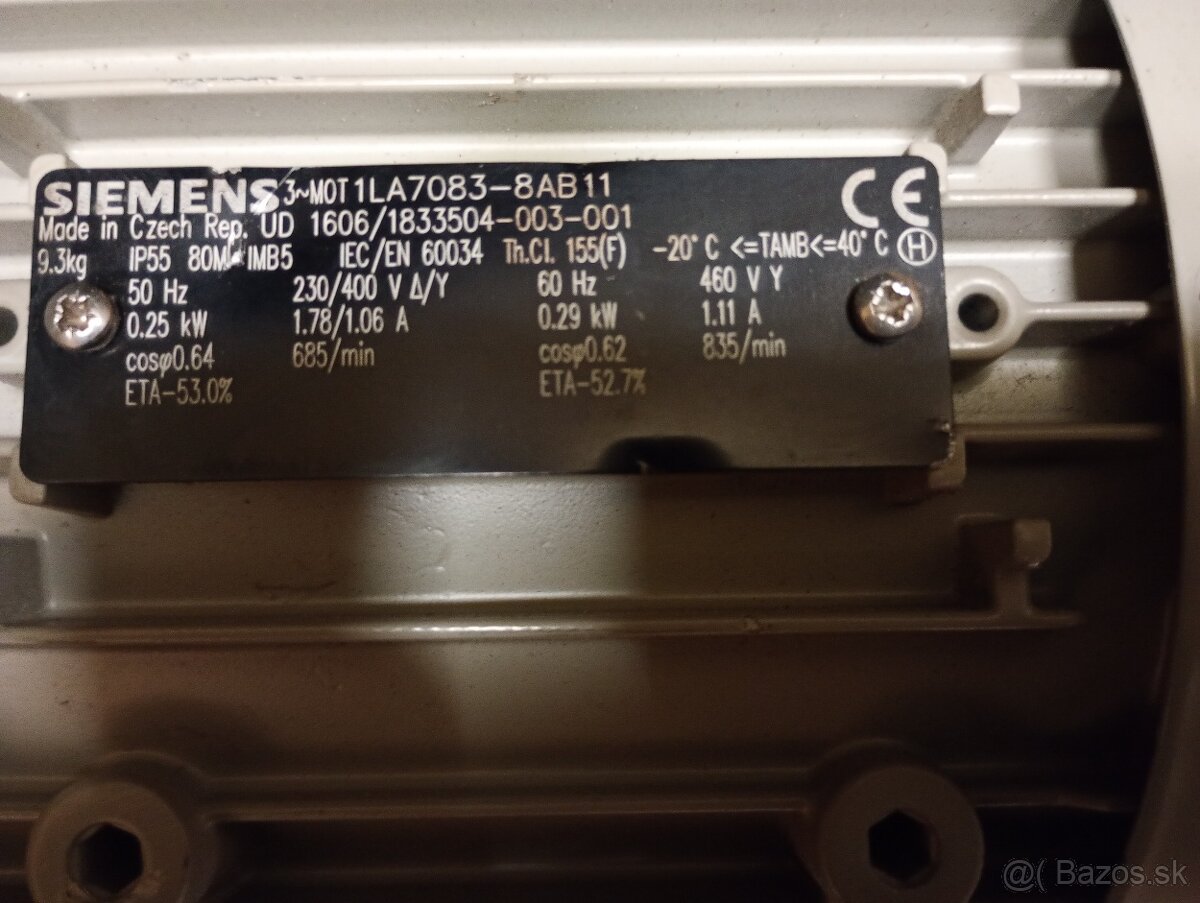 SIEMENS 3~MOT 1LA7083-8AB11 CE
Made in Czech Rep. UD 1606/1833504-003-001
9.3kg IP55 80M IMB5 IEC/EN 60034 Th.Cl. 155(F) -20°C <=TAMB<=40°C H
50 Hz 230/400 V Δ/Y 60 Hz 460 V Y
0.25 kW 1.78/1.06 A 0.29 kW 1.11 A
cosφ0.64 685/min cosφ0.62 835/min
ETA-53.0% ETA-52.7%
@( Bazos.sk